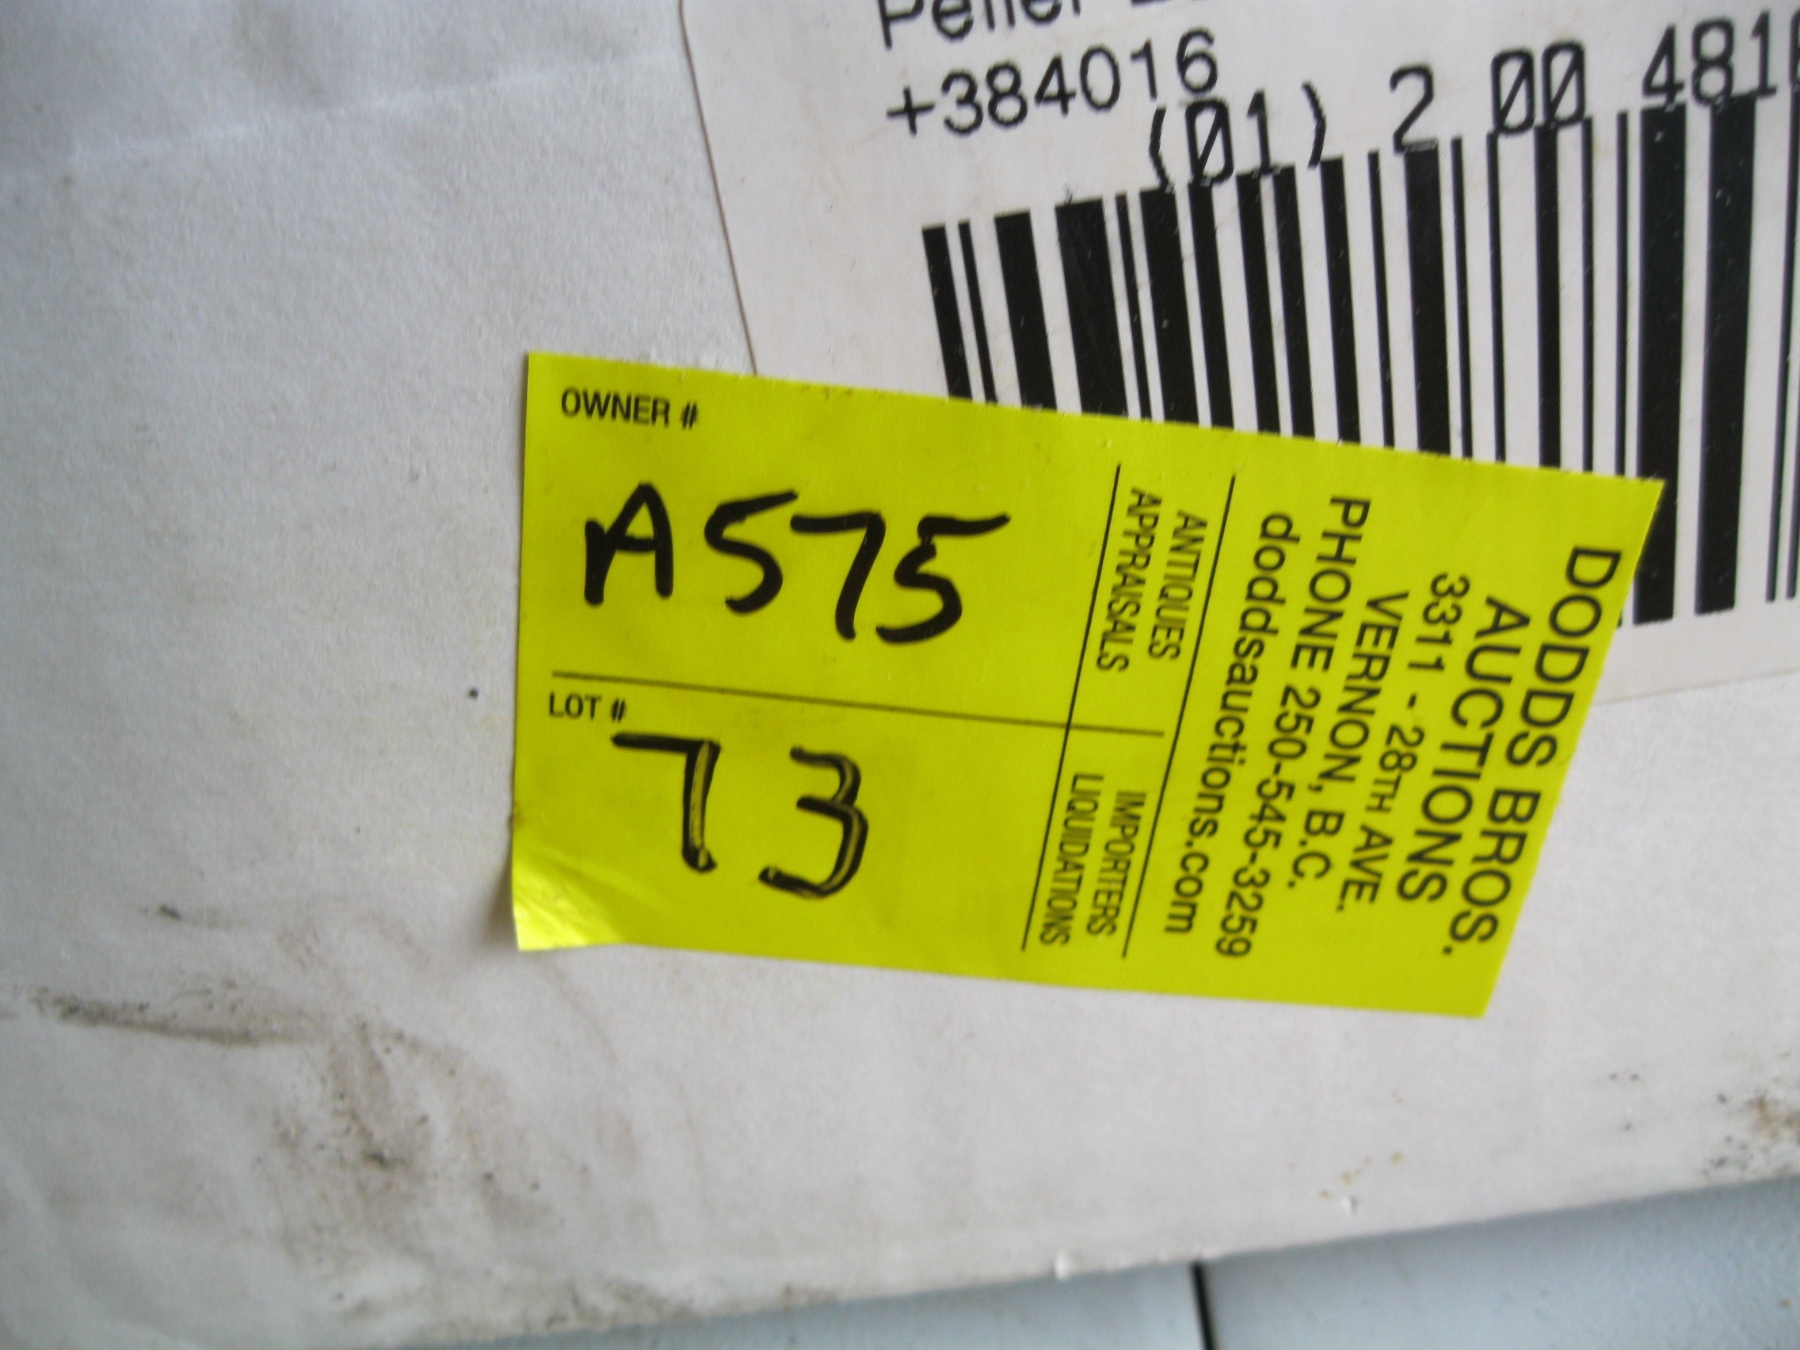 +384016
(01) 2 00 481
OWNER #
A575
LOT #
73
ANTIQUES
APPRAISALS
IMPORTERS
LIQUIDATIONS
DODDS BROS.
AUCTIONS
3311 - 28TH AVE.
VERNON, B.C.
PHONE 250-545-3259
doddsauctions.com